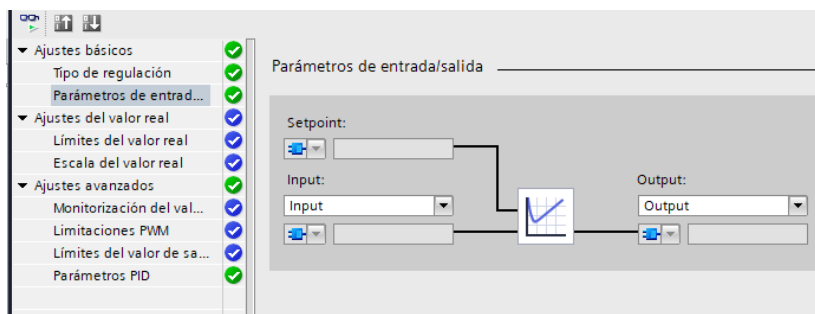 Ajustes básicos
Tipo de regulación
Parámetros de entrad...
Ajustes del valor real
Límites del valor real
Escala del valor real
Ajustes avanzados
Monitorización del val...
Limitaciones PWM
Límites del valor de sa...
Parámetros PID
Parámetros de entrada/salida
Setpoint:
Input:
Input
Output:
Output